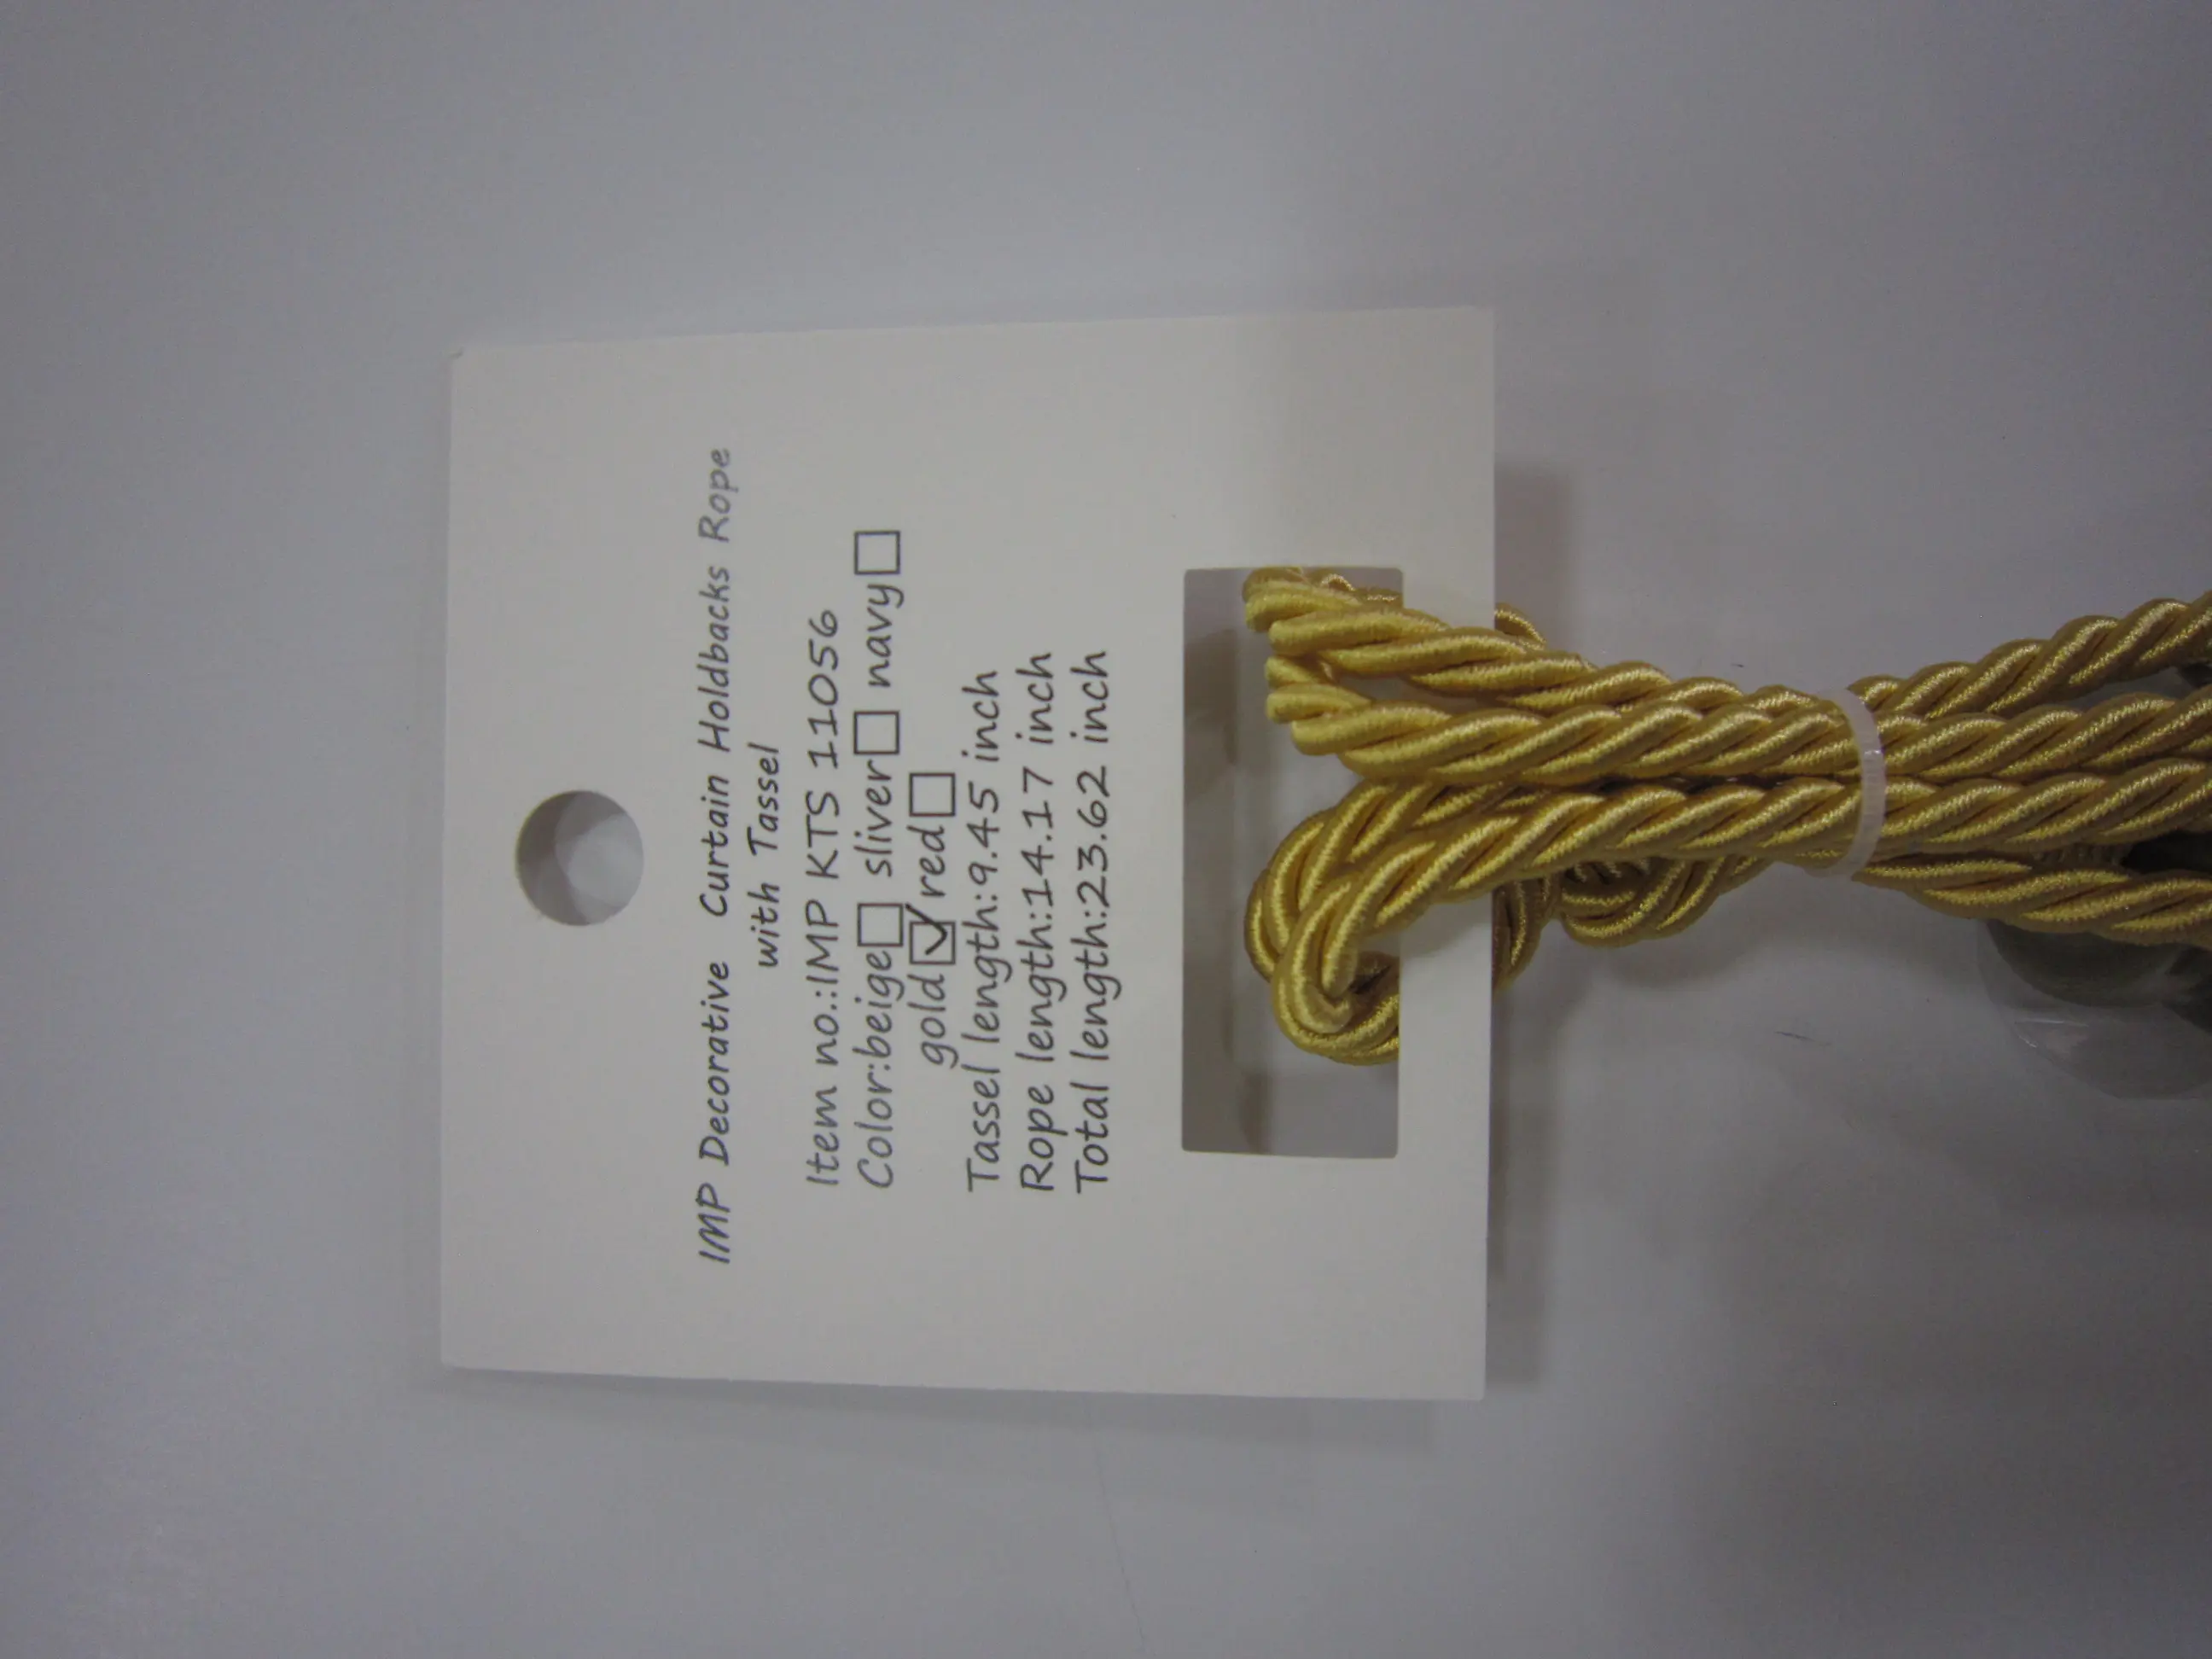 IMP Decorative Curtain Holdbacks Rope
with Tassel
Item no.:IMP KTS 11056
Color:beige☐ sliver☐ navy☐
gold☑ red☐
Tassel length:9.45 inch
Rope length:14.17 inch
Total length:23.62 inch